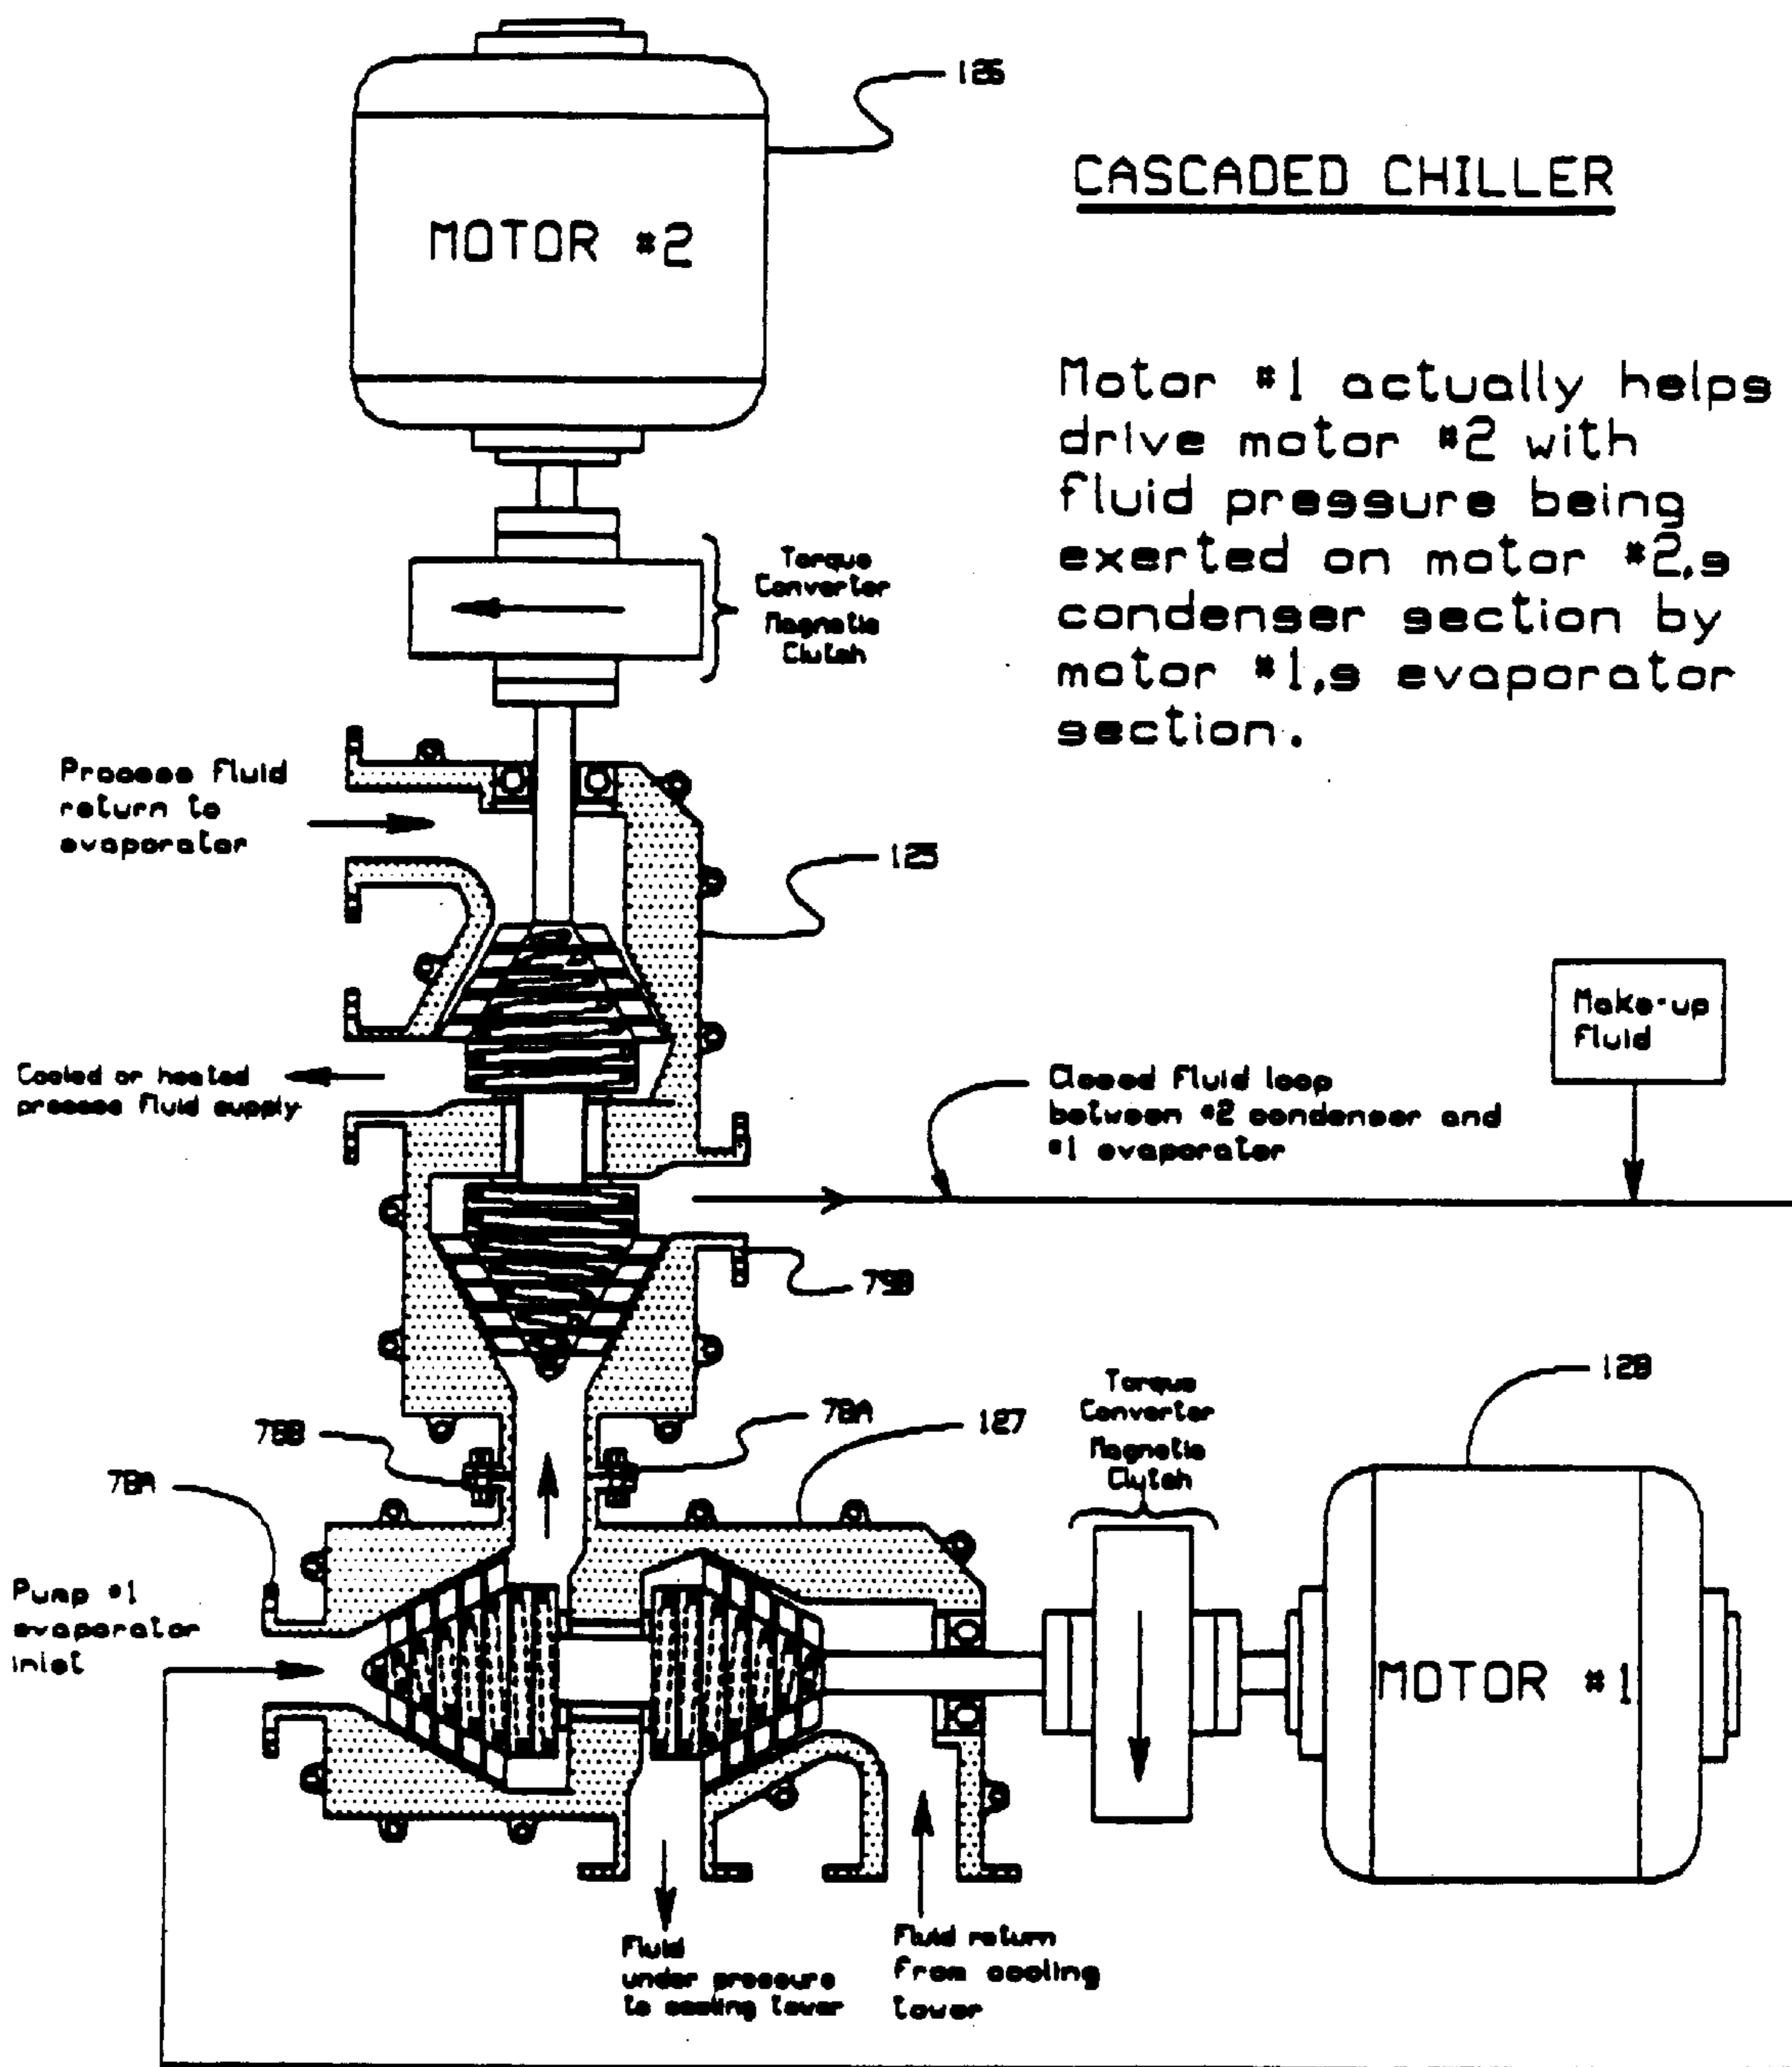 126
CASCADED CHILLER
MOTOR #2
Motor #1 actually helps
drive motor #2 with
fluid pressure being
exerted on motor #2,s
condenser section by
motor #1,s evaporator
section.
Torque
Converter
Magnetic
Clutch
Process fluid
return to
evaporator
125
Make-up
fluid
Cooled or heated
process fluid supply
Closed fluid loop
between #2 condenser and
#1 evaporator
79B
Torque
Converter
Magnetic
Clutch
128
78B
78A
127
78A
Pump #1
evaporator
inlet
MOTOR #1
Fluid
under pressure
to cooling tower
Fluid return
from cooling
tower